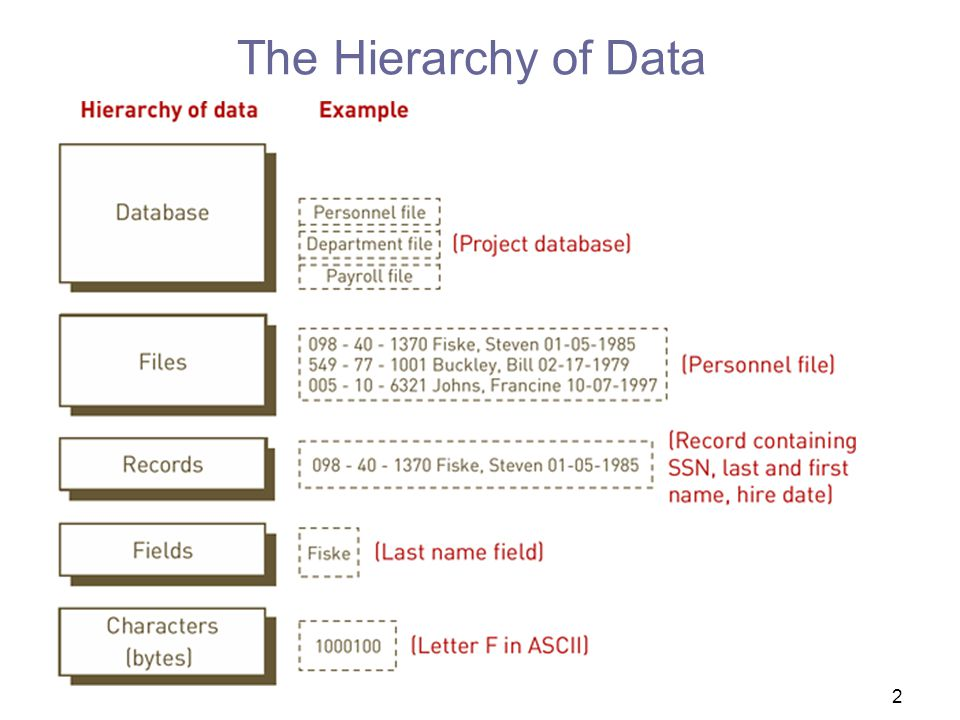 The Hierarchy of Data
Hierarchy of data Example
Database
Personnel file
Department file
Payroll file
(Project database)
Files
098 - 40 - 1370 Fiske, Steven 01-05-1985
549 - 77 - 1001 Buckley, Bill 02-17-1979
005 - 10 - 6321 Johns, Francine 10-07-1997
(Personnel file)
Records
098 - 40 - 1370 Fiske, Steven 01-05-1985
(Record containing
SSN, last and first
name, hire date)
Fields
Fiske
(Last name field)
Characters
(bytes)
1000100
(Letter F in ASCII)
2